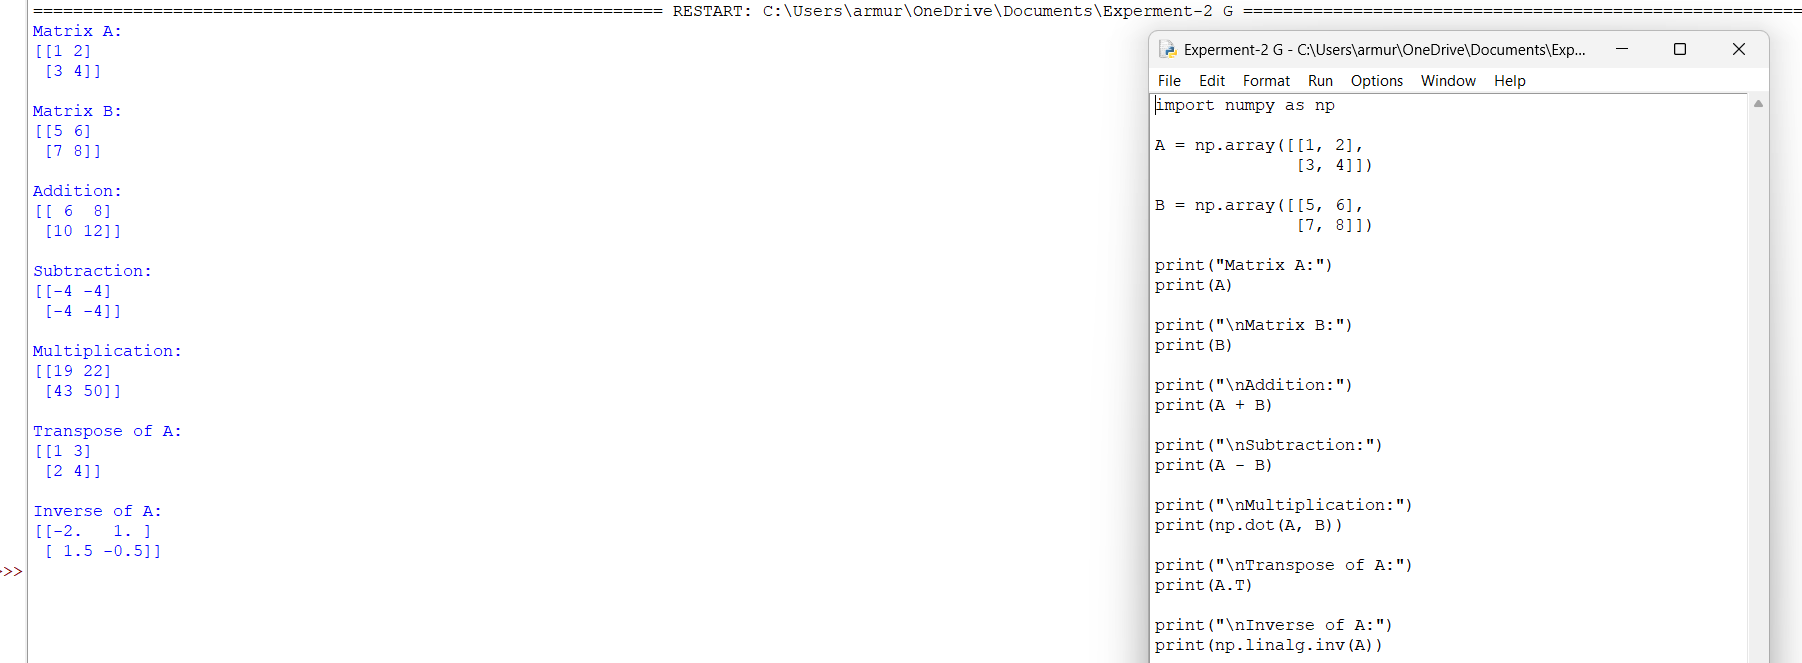 =============================================================== RESTART: C:\Users\armur\OneDrive\Documents\Experment-2 G ========================================================
Matrix A:
[[1 2]
 [3 4]]

Matrix B:
[[5 6]
 [7 8]]

Addition:
[[ 6  8]
 [10 12]]

Subtraction:
[[-4 -4]
 [-4 -4]]

Multiplication:
[[19 22]
 [43 50]]

Transpose of A:
[[1 3]
 [2 4]]

Inverse of A:
[[-2.   1. ]
 [ 1.5 -0.5]]
>>>
Experment-2 G - C:\Users\armur\OneDrive\Documents\Exp...
File Edit Format Run Options Window Help
import numpy as np

A = np.array([[1, 2],
              [3, 4]])

B = np.array([[5, 6],
              [7, 8]])

print("Matrix A:")
print(A)

print("\nMatrix B:")
print(B)

print("\nAddition:")
print(A + B)

print("\nSubtraction:")
print(A - B)

print("\nMultiplication:")
print(np.dot(A, B))

print("\nTranspose of A:")
print(A.T)

print("\nInverse of A:")
print(np.linalg.inv(A))